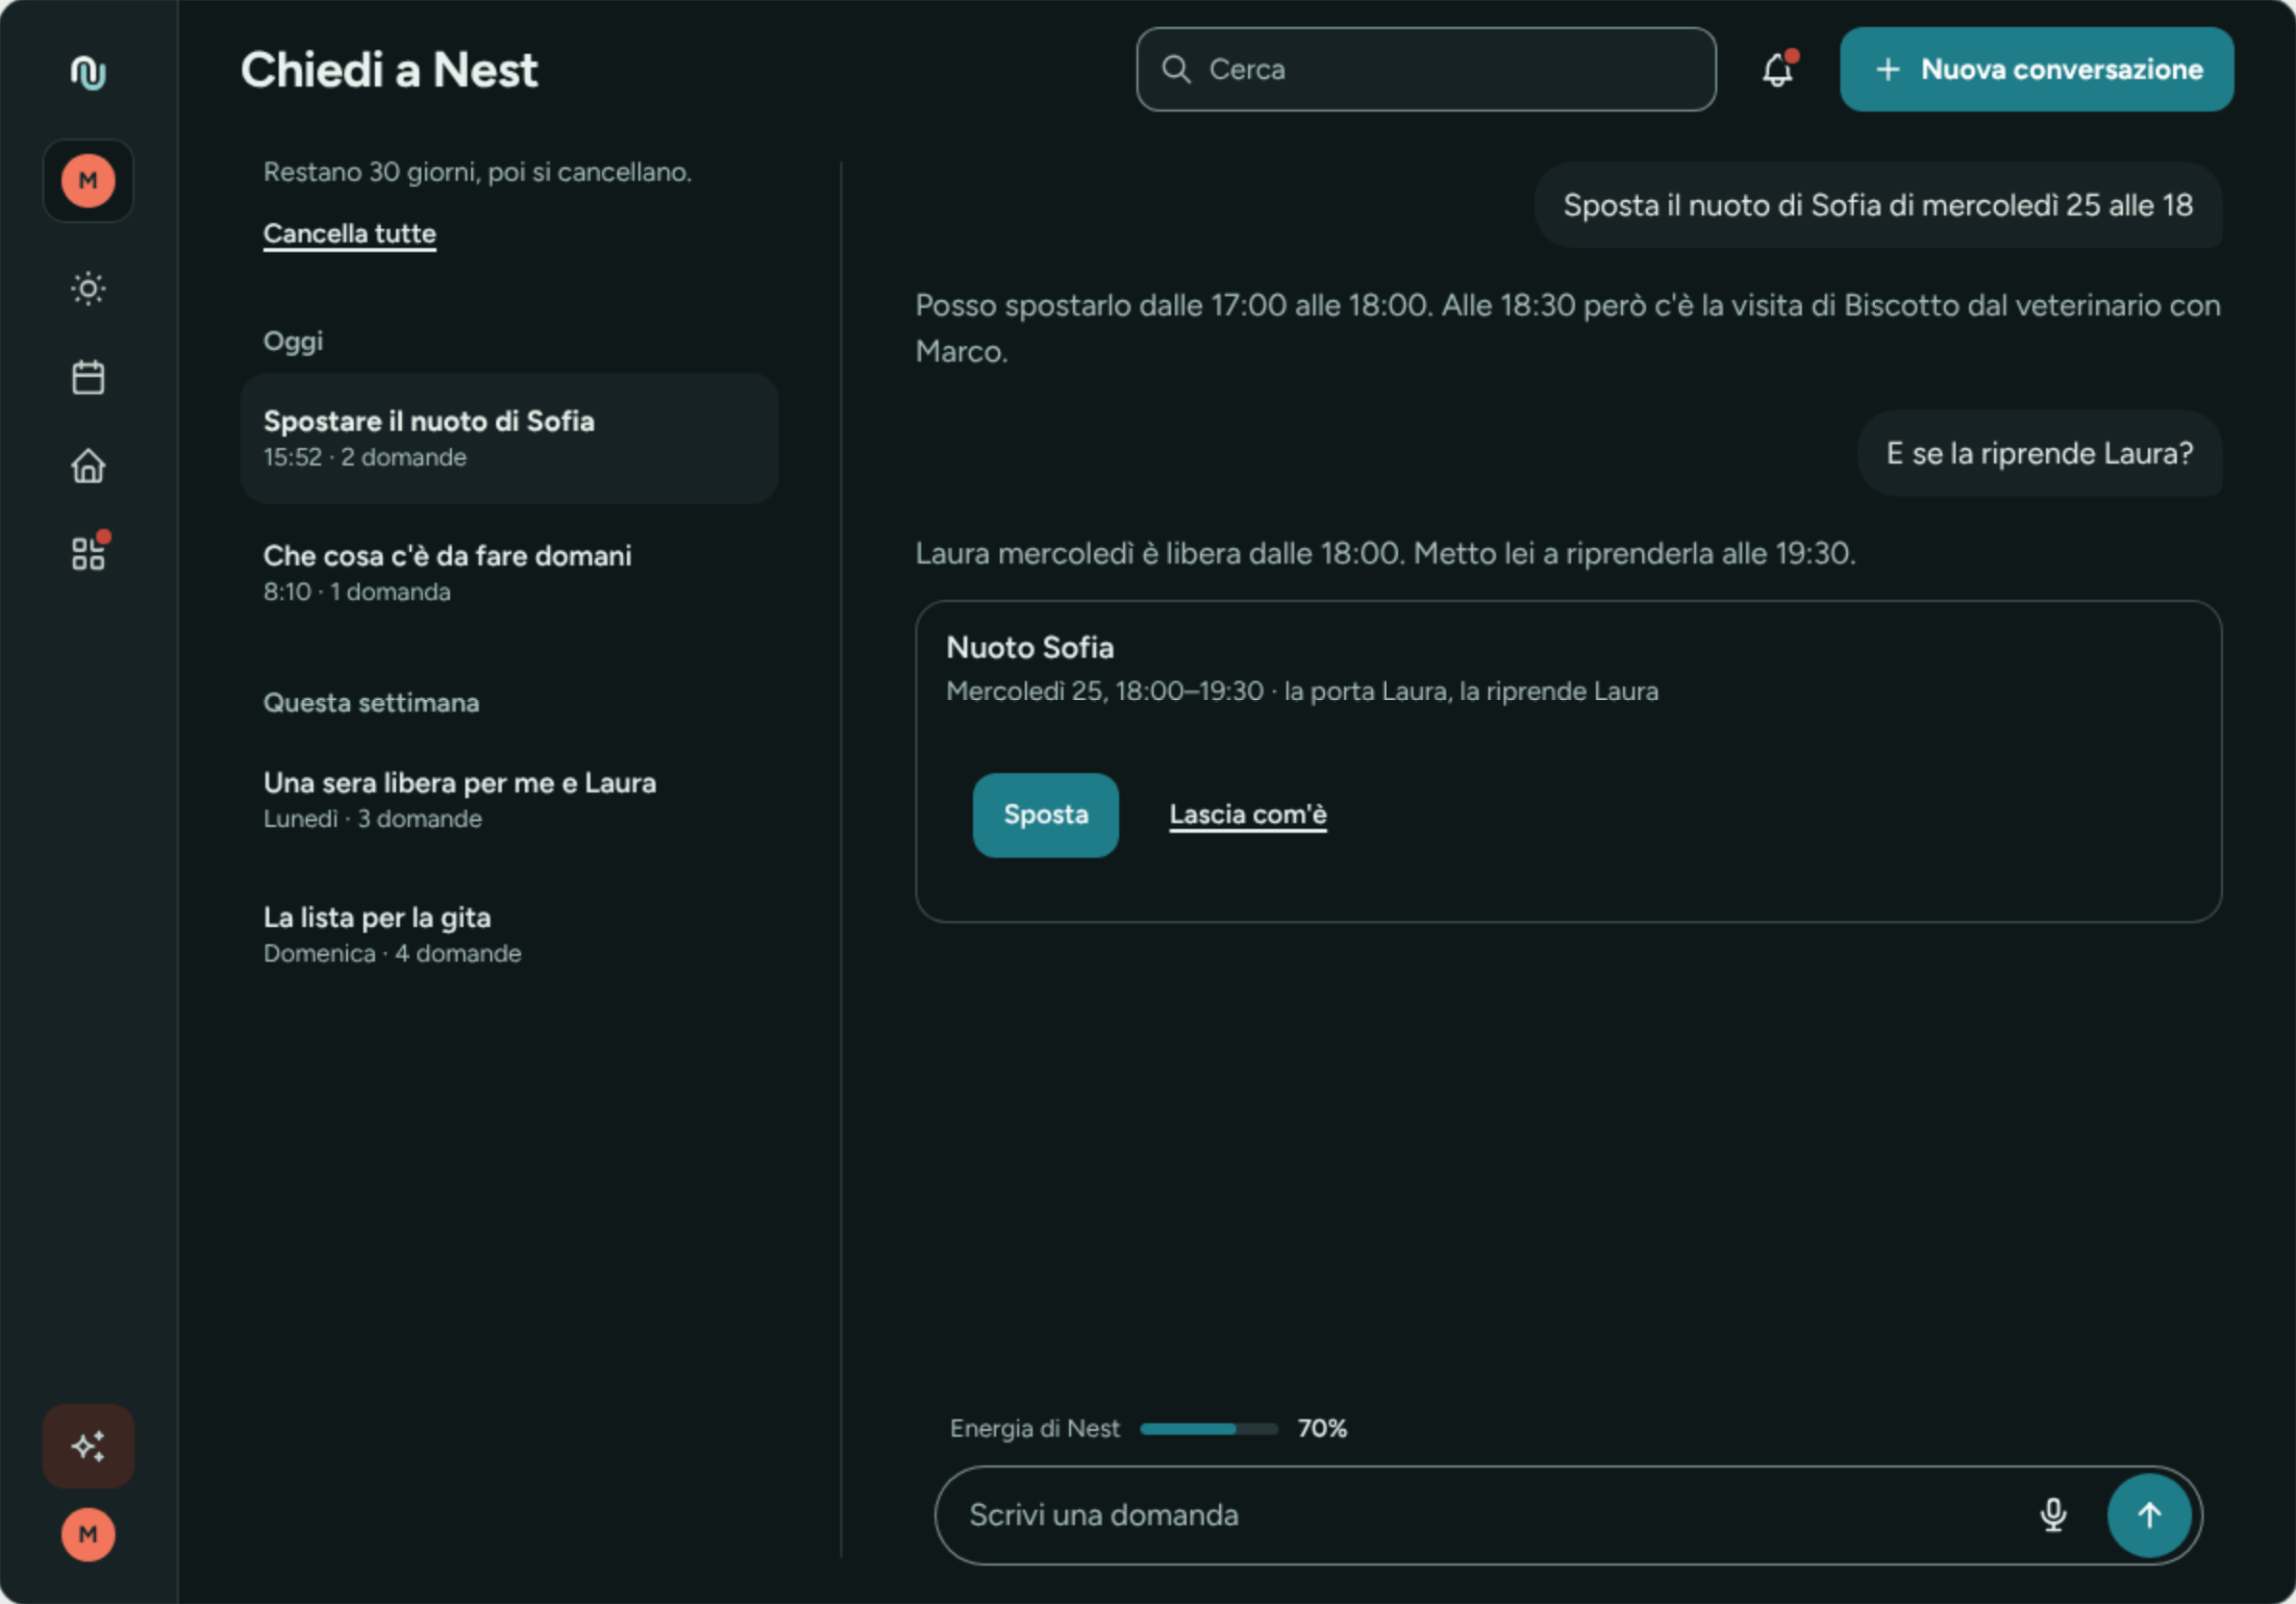 Chiedi a Nest
Cerca
Nuova conversazione
M
Restano 30 giorni, poi si cancellano.
Cancella tutte
Oggi
Spostare il nuoto di Sofia
15:52 · 2 domande
Che cosa c'è da fare domani
8:10 · 1 domanda
Questa settimana
Una sera libera per me e Laura
Lunedì · 3 domande
La lista per la gita
Domenica · 4 domande
Sposta il nuoto di Sofia di mercoledì 25 alle 18
Posso spostarlo dalle 17:00 alle 18:00. Alle 18:30 però c'è la visita di Biscotto dal veterinario con
Marco.
E se la riprende Laura?
Laura mercoledì è libera dalle 18:00. Metto lei a riprenderla alle 19:30.
Nuoto Sofia
Mercoledì 25, 18:00–19:30 · la porta Laura, la riprende Laura
Sposta
Lascia com'è
Energia di Nest 70%
Scrivi una domanda
M